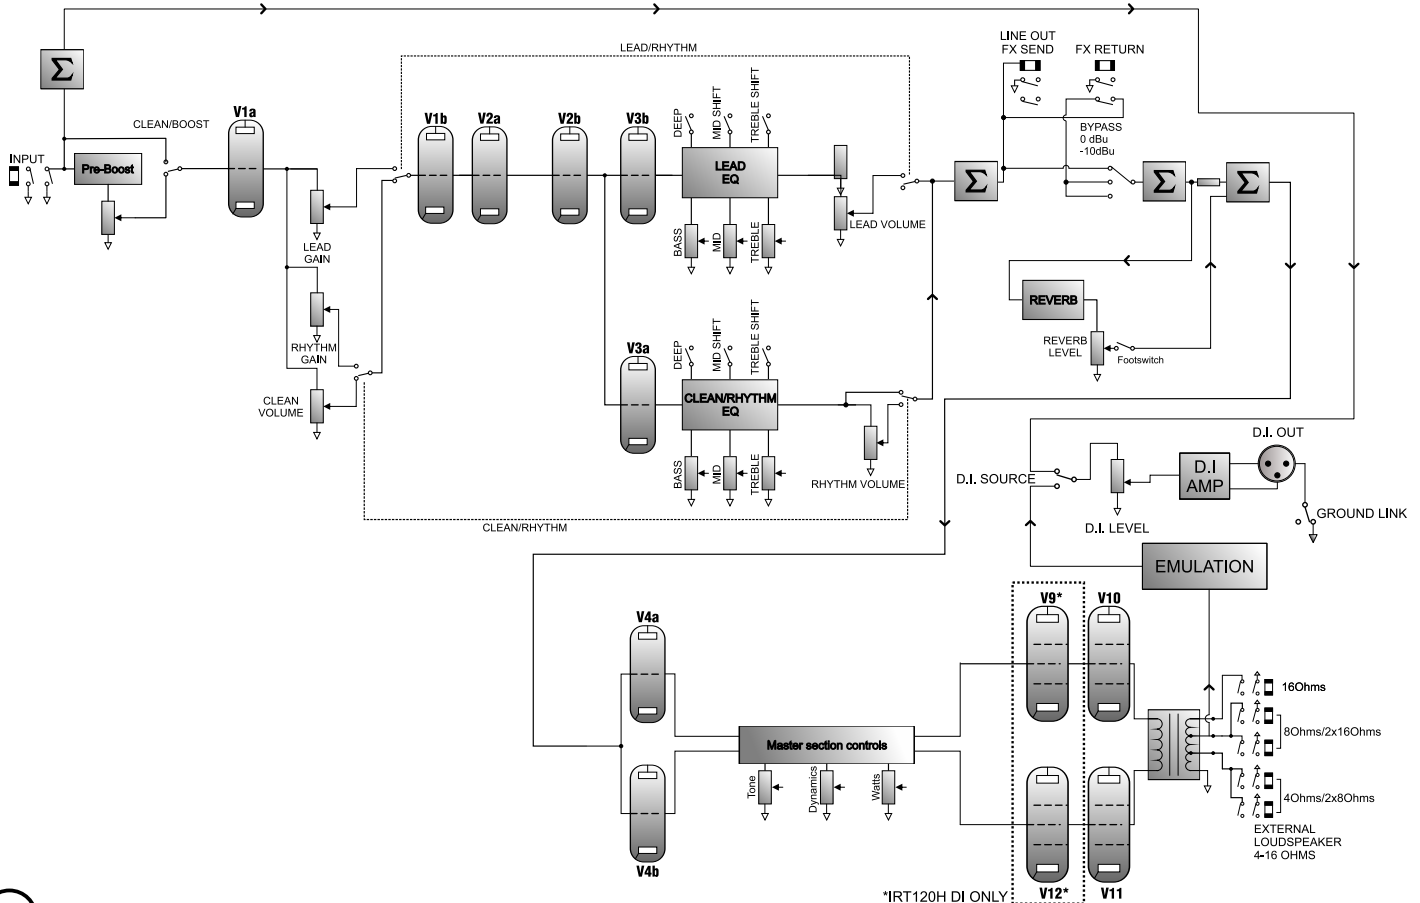 LEAD/RHYTHM
LINE OUT
FX SEND
FX RETURN
Σ
V1a
CLEAN/BOOST
INPUT
Pre-Boost
V1b
V2a
V2b
V3b
DEEP
MID SHIFT
TREBLE SHIFT
LEAD
EQ
BASS
MID
TREBLE
LEAD VOLUME
BYPASS
0 dBu
-10dBu
Σ
Σ
Σ
LEAD
GAIN
RHYTHM
GAIN
CLEAN
VOLUME
V3a
DEEP
MID SHIFT
TREBLE SHIFT
CLEAN/RHYTHM
EQ
BASS
MID
TREBLE
RHYTHM VOLUME
REVERB
REVERB
LEVEL
Footswitch
CLEAN/RHYTHM
D.I. SOURCE
D.I. LEVEL
D.I
AMP
D.I. OUT
GROUND LINK
EMULATION
V4a
V4b
Master section controls
Tone
Dynamics
Watts
V9*
V10
V12*
V11
*IRT120H DI ONLY
16Ohms
8Ohms/2x16Ohms
4Ohms/2x8Ohms
EXTERNAL
LOUDSPEAKER
4-16 OHMS